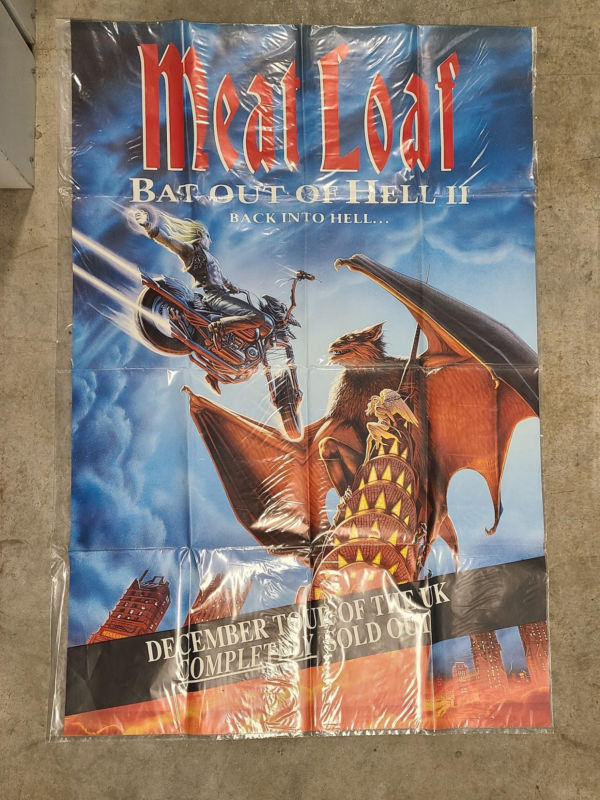 Meat Loaf
BAT OUT OF HELL II
BACK INTO HELL...
DECEMBER TOUR OF THE UK
COMPLETELY SOLD OUT